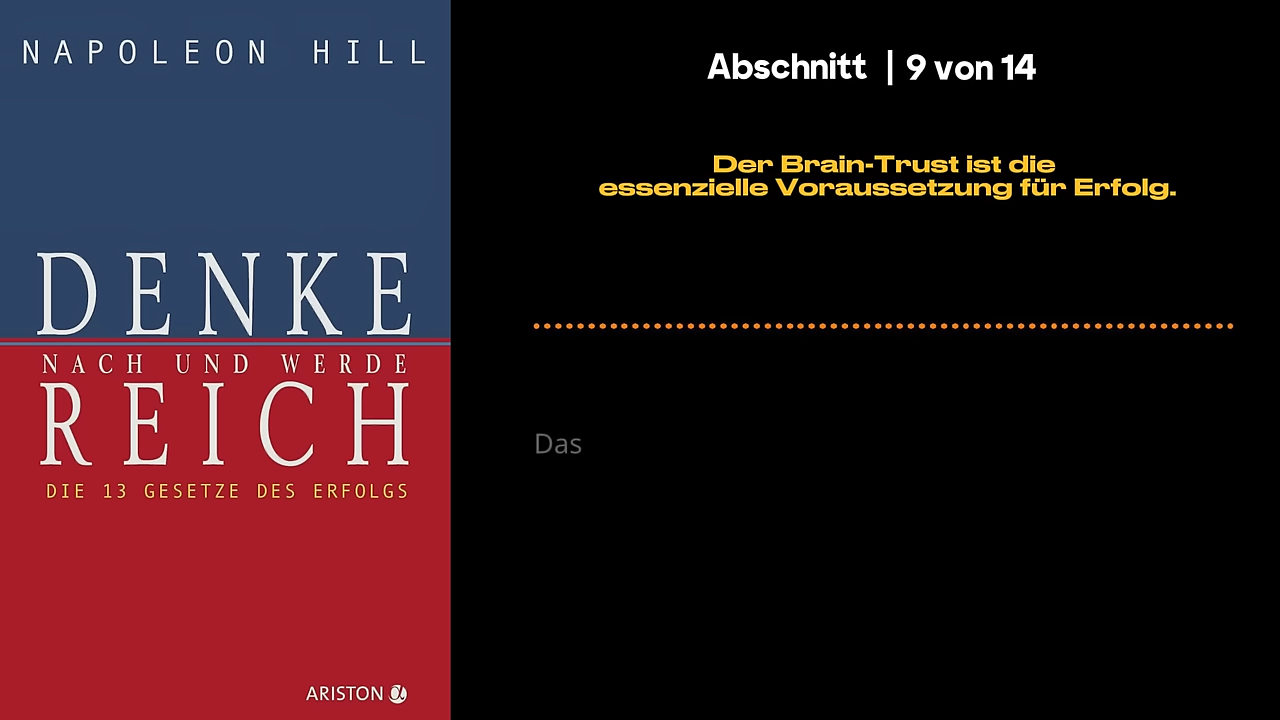 NAPOLEON HILL
DENKE
NACH UND WERDE
REICH
DIE 13 GESETZE DES ERFOLGS
ARISTON
Abschnitt | 9 von 14
Der Brain-Trust ist die
essenzielle Voraussetzung für Erfolg.
Das